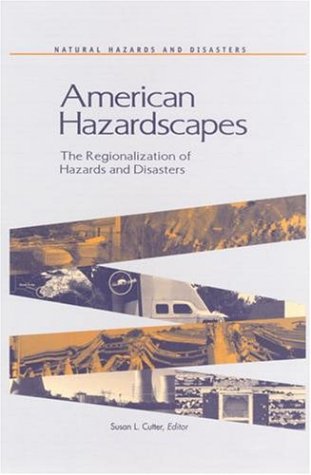 NATURAL HAZARDS AND DISASTERS
American
Hazardscapes
The Regionalization of
Hazards and Disasters
Susan L. Cutter, Editor